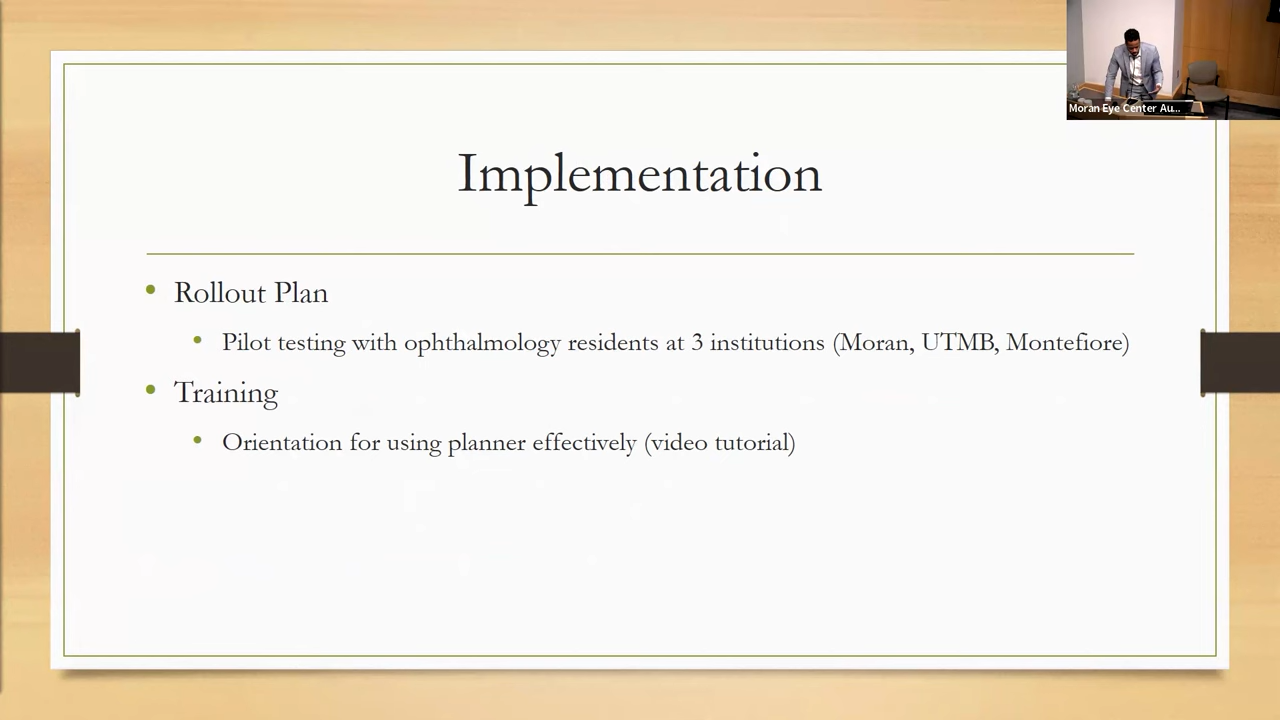 Moran Eye Center Au...
Implementation
• Rollout Plan
• Pilot testing with ophthalmology residents at 3 institutions (Moran, UTMB, Montefiore)
• Training
• Orientation for using planner effectively (video tutorial)